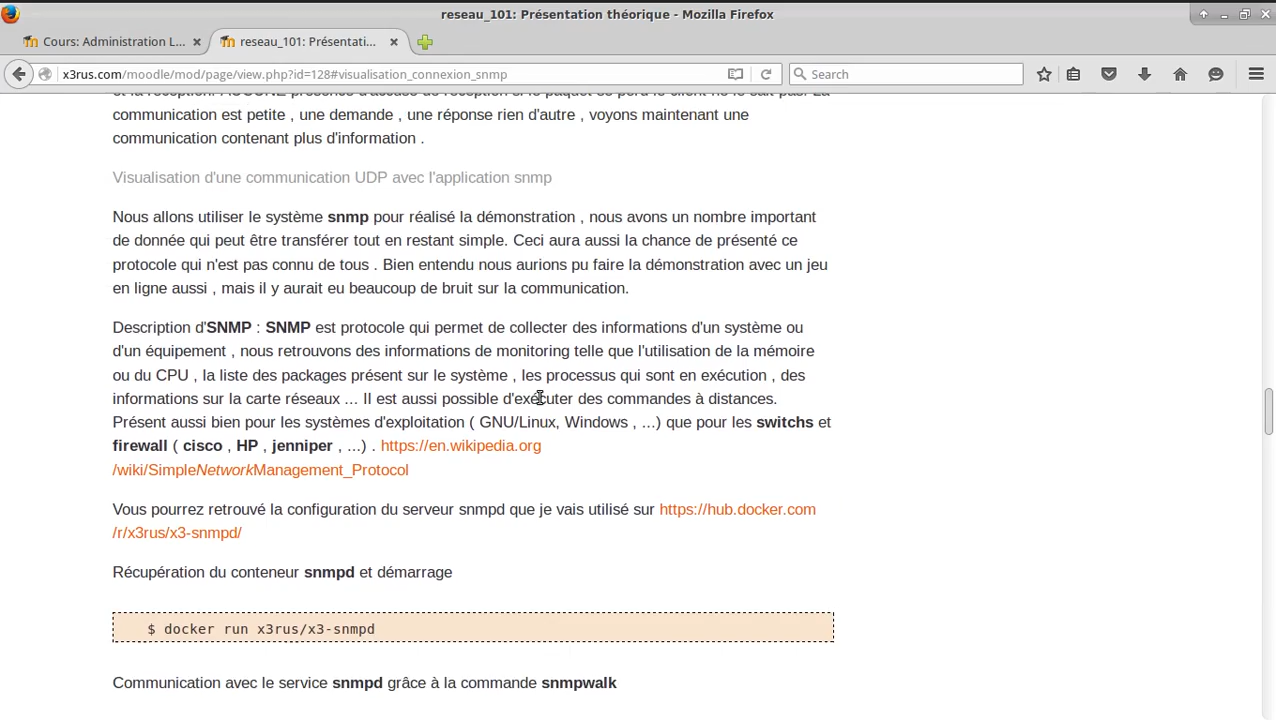 reseau_101: Présentation théorique - Mozilla Firefox
Cours: Administration L...
reseau_101: Présentati...
x3rus.com/moodle/mod/page/view.php?id=128#visualisation_connexion_snmp
Search
et la réception. AUCUNE présence d'accusé de réception si le paquet se perd le client ne le sait pas. La
communication est petite , une demande , une réponse rien d'autre , voyons maintenant une
communication contenant plus d'information .
Visualisation d'une communication UDP avec l'application snmp
Nous allons utiliser le système snmp pour réalisé la démonstration , nous avons un nombre important
de donnée qui peut être transférer tout en restant simple. Ceci aura aussi la chance de présenté ce
protocole qui n'est pas connu de tous . Bien entendu nous aurions pu faire la démonstration avec un jeu
en ligne aussi , mais il y aurait eu beaucoup de bruit sur la communication.
Description d'SNMP : SNMP est protocole qui permet de collecter des informations d'un système ou
d'un équipement , nous retrouvons des informations de monitoring telle que l'utilisation de la mémoire
ou du CPU , la liste des packages présent sur le système , les processus qui sont en exécution , des
informations sur la carte réseaux ... Il est aussi possible d'exécuter des commandes à distances.
Présent aussi bien pour les systèmes d'exploitation ( GNU/Linux, Windows , ...) que pour les switchs et
firewall ( cisco , HP , jenniper , ...) . https://en.wikipedia.org
/wiki/SimpleNetworkManagement_Protocol
Vous pourrez retrouvé la configuration du serveur snmpd que je vais utilisé sur https://hub.docker.com
/r/x3rus/x3-snmpd/
Récupération du conteneur snmpd et démarrage
$ docker run x3rus/x3-snmpd
Communication avec le service snmpd grâce à la commande snmpwalk